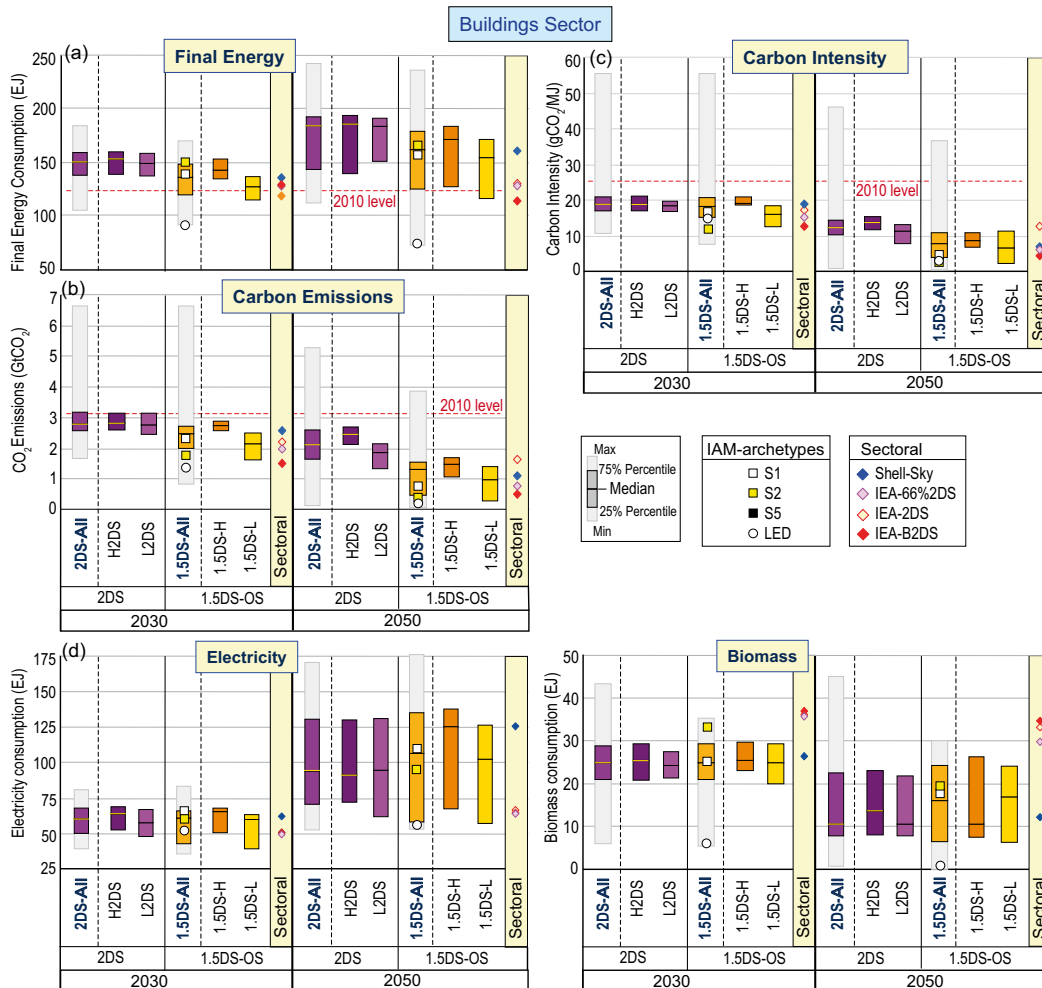 Buildings Sector
(a)
Final Energy
Final Energy Consumption (EJ)
250
200
150
100
50
2010 level
(c)
Carbon Intensity
Carbon Intensity (gCO2/MJ)
60
50
40
30
20
10
0
2010 level
2DS-All
H2DS
L2DS
1.5DS-All
1.5DS-H
1.5DS-L
Sectoral
2DS-All
H2DS
L2DS
1.5DS-All
1.5DS-H
1.5DS-L
Sectoral
2DS
1.5DS-OS
2DS
1.5DS-OS
2030
2050
(b)
Carbon Emissions
CO2 Emissions (GtCO2)
7
6
5
4
3
2
1
0
2010 level
2DS-All
H2DS
L2DS
1.5DS-All
1.5DS-H
1.5DS-L
Sectoral
2DS-All
H2DS
L2DS
1.5DS-All
1.5DS-H
1.5DS-L
Sectoral
2DS
1.5DS-OS
2DS
1.5DS-OS
2030
2050
Max
75% Percentile
Median
25% Percentile
Min
IAM-archetypes
S1
S2
S5
LED
Sectoral
Shell-Sky
IEA-66%2DS
IEA-2DS
IEA-B2DS
(d)
Electricity
Electricity consumption (EJ)
175
150
125
100
75
50
25
2DS-All
H2DS
L2DS
1.5DS-All
1.5DS-H
1.5DS-L
Sectoral
2DS-All
H2DS
L2DS
1.5DS-All
1.5DS-H
1.5DS-L
Sectoral
2DS
1.5DS-OS
2DS
1.5DS-OS
2030
2050
Biomass
Biomass consumption (EJ)
50
40
30
20
10
0
2DS-All
H2DS
L2DS
1.5DS-All
1.5DS-H
1.5DS-L
Sectoral
2DS-All
H2DS
L2DS
1.5DS-All
1.5DS-H
1.5DS-L
Sectoral
2DS
1.5DS-OS
2DS
1.5DS-OS
2030
2050